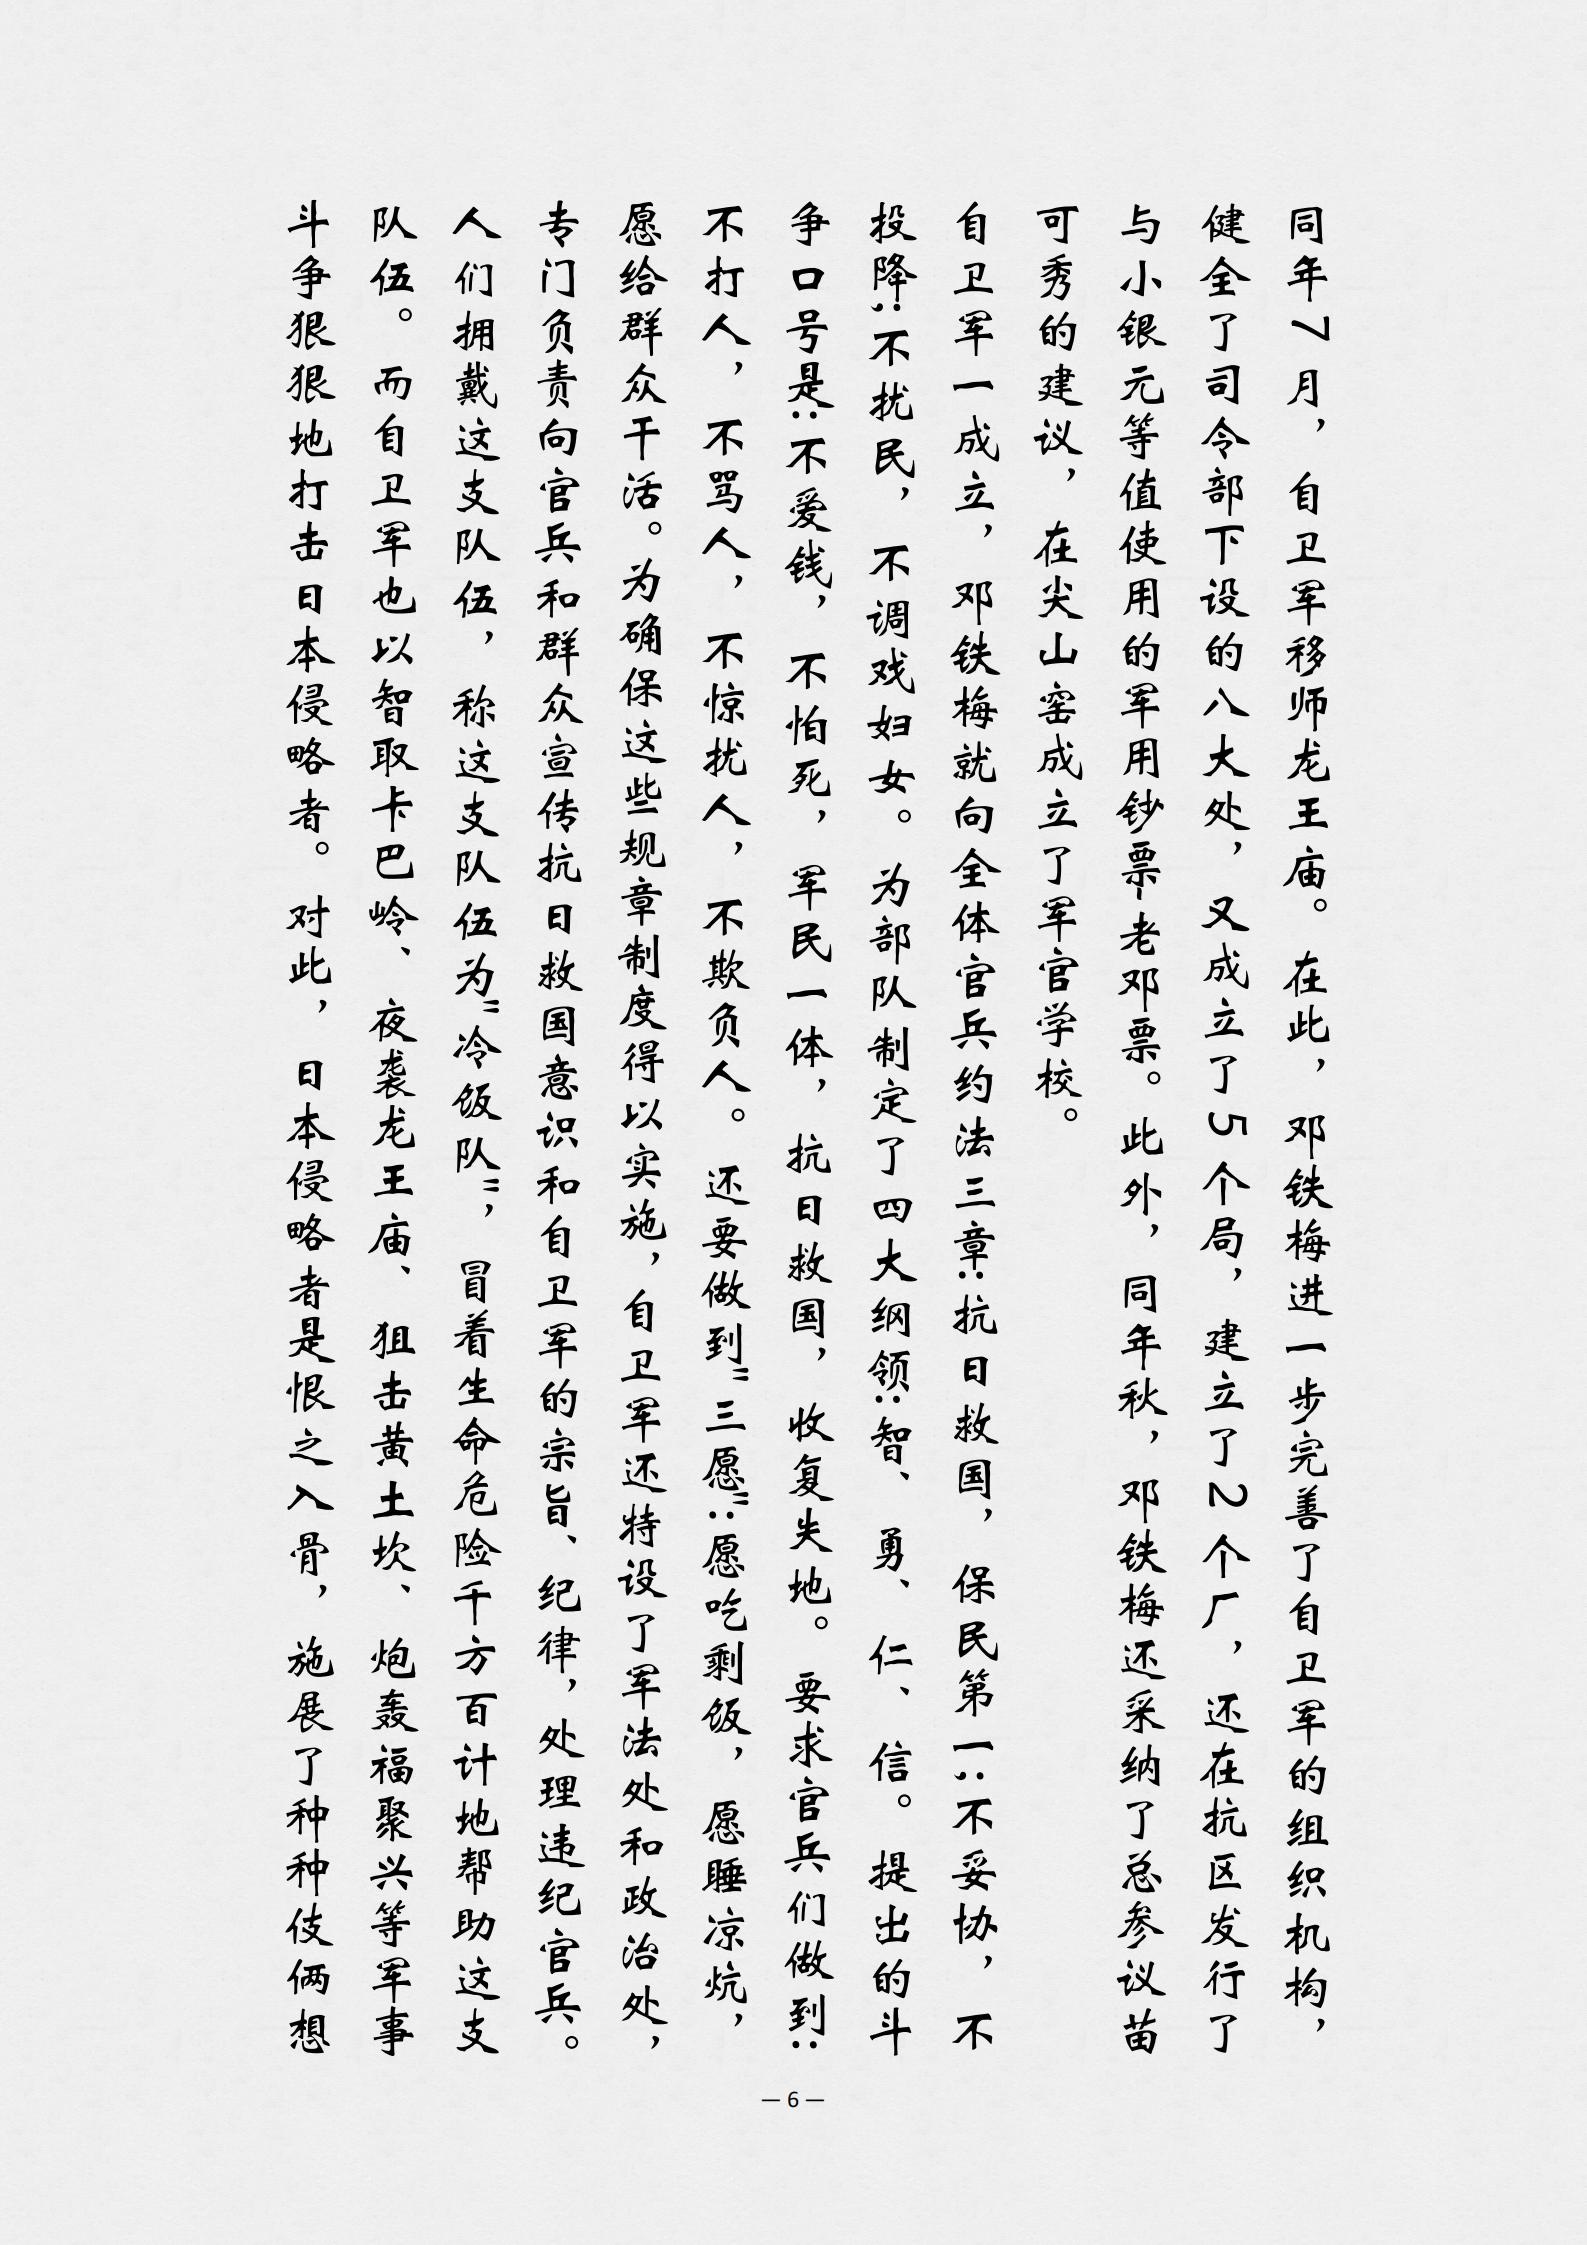 同年7月，自卫军移师龙王庙。在此，邓铁梅进一步完善了自卫军的组织机构，
健全了司令部下设的八大处，又成立了5个局，建立了2个厂，还在抗区发行了
与小银元等值使用的军用钞票-老邓票。此外，同年秋，邓铁梅还采纳了总参议苗
可秀的建议，在尖山窑成立了军官学校。
自卫军一成立，邓铁梅就向全体官兵约法三章：抗日救国，保民第一；不妥协，不
投降；不扰民，不调戏妇女。为部队制定了四大纲领：智、勇、仁、信。提出的斗
争口号是：不爱钱，不怕死，军民一体，抗日救国，收复失地。要求官兵们做到：
不打人，不骂人，不惊扰人，不欺负人。还要做到"三愿"：愿吃剩饭，愿睡凉炕，
愿给群众干活。为确保这些规章制度得以实施，自卫军还特设了军法处和政治处，
专门负责向官兵和群众宣传抗日救国意识和自卫军的宗旨、纪律，处理违纪官兵。
人们拥戴这支队伍，称这支队伍为"冷饭队"，冒着生命危险千方百计地帮助这支
队伍。而自卫军也以智取卡巴岭、夜袭龙王庙、狙击黄土坎、炮轰福聚兴等军事
斗争狠狠地打击日本侵略者。对此，日本侵略者是恨之入骨，施展了种种伎俩想
— 6 —